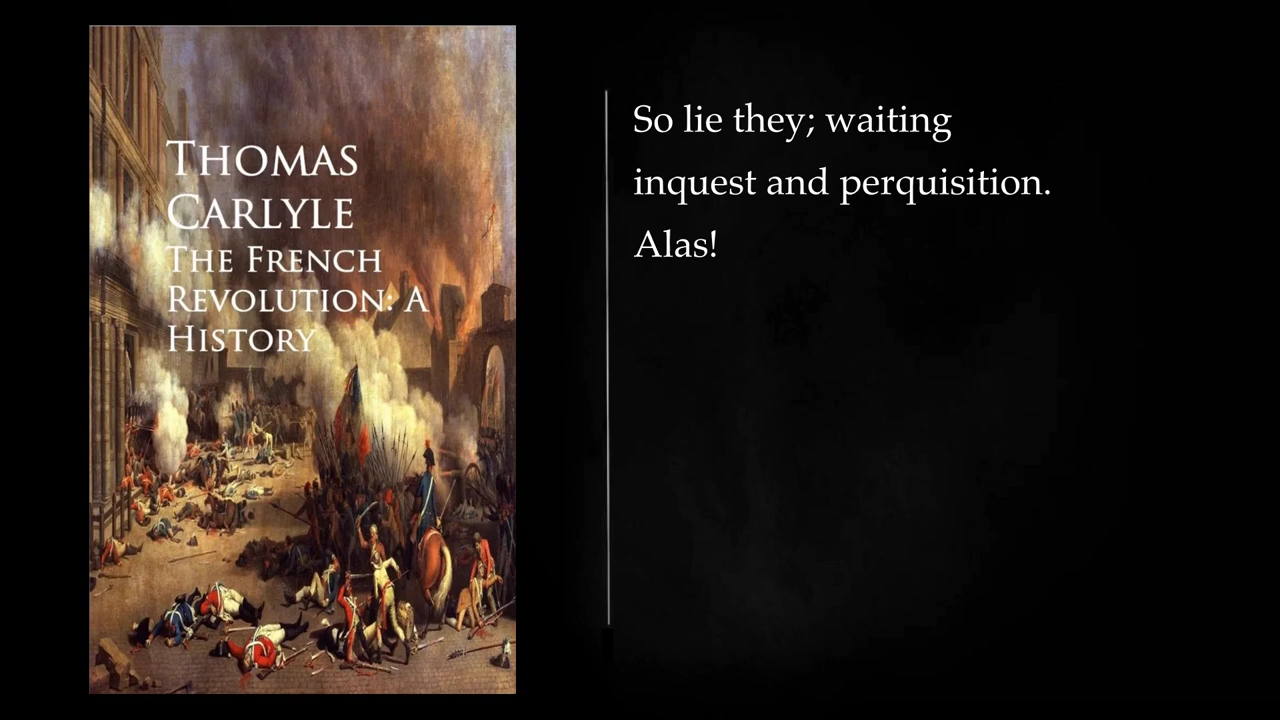 THOMAS
CARLYLE
THE FRENCH
REVOLUTION: A
HISTORY
So lie they; waiting
inquest and perquisition.
Alas!